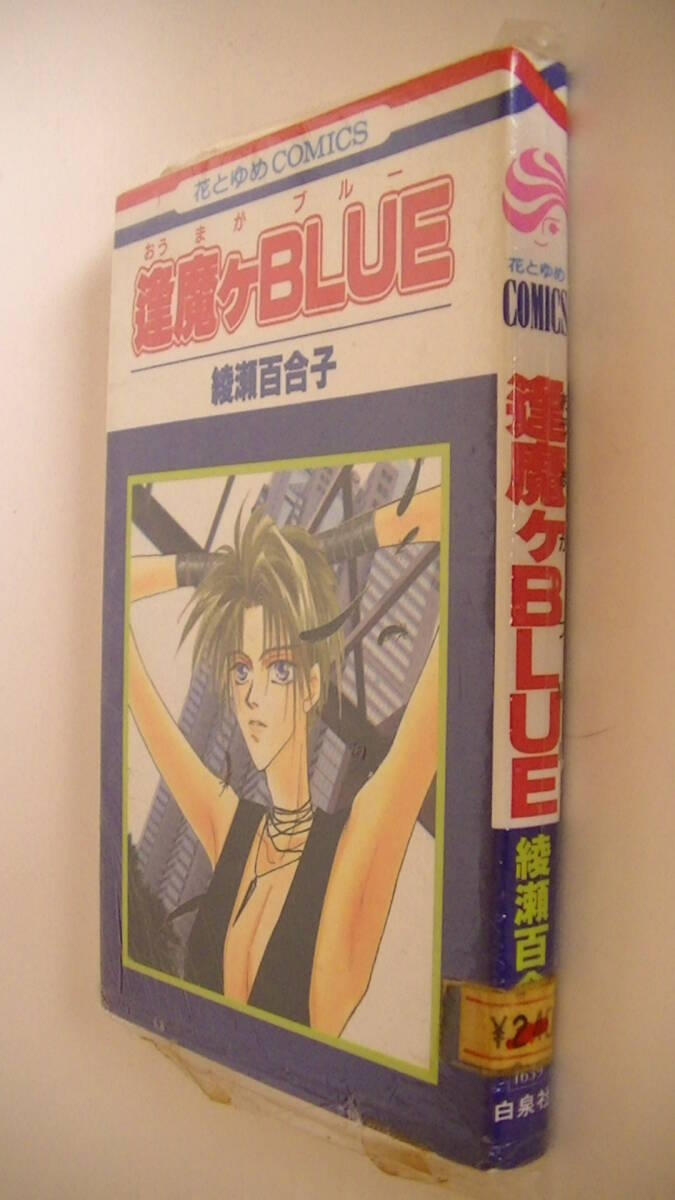 花とゆめCOMICS
おうまがブルー
逢魔ヶBLUE
綾瀬百合子
花とゆめ
COMICS
逢魔ヶBLUE
綾瀬百合
白泉社